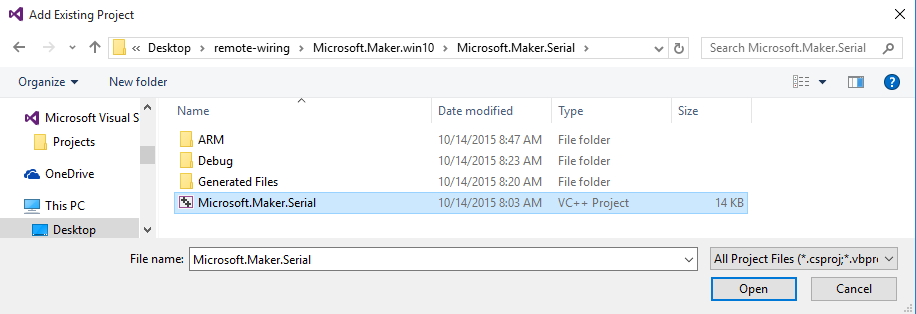 Add Existing Project
« Desktop › remote-wiring › Microsoft.Maker.win10 › Microsoft.Maker.Serial ›
Search Microsoft.Maker.Serial
Organize
New folder
Microsoft Visual S
Projects
OneDrive
This PC
Desktop
Name Date modified Type Size
ARM 10/14/2015 8:47 AM File folder
Debug 10/14/2015 8:23 AM File folder
Generated Files 10/14/2015 8:20 AM File folder
Microsoft.Maker.Serial 10/14/2015 8:03 AM VC++ Project 14 KB
File name: Microsoft.Maker.Serial
All Project Files (*.csproj;*.vbpro
Open Cancel